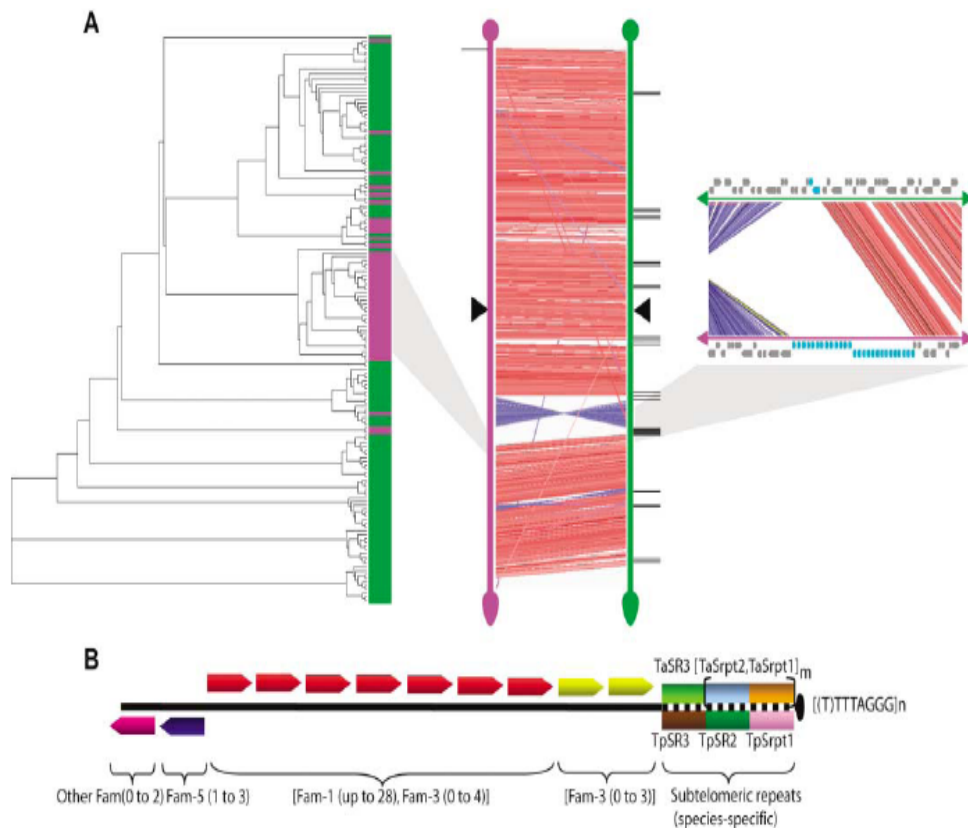 A
B
TaSR3 [TaSrpt2,TaSrpt1]m
[(T)TTTAGGG]n
TpSR3 TpSR2 TpSrpt1
Other Fam(0 to 2) Fam-5 (1 to 3) [Fam-1 (up to 28), Fam-3 (0 to 4)] [Fam-3 (0 to 3)] Subtelomeric repeats
(species-specific)